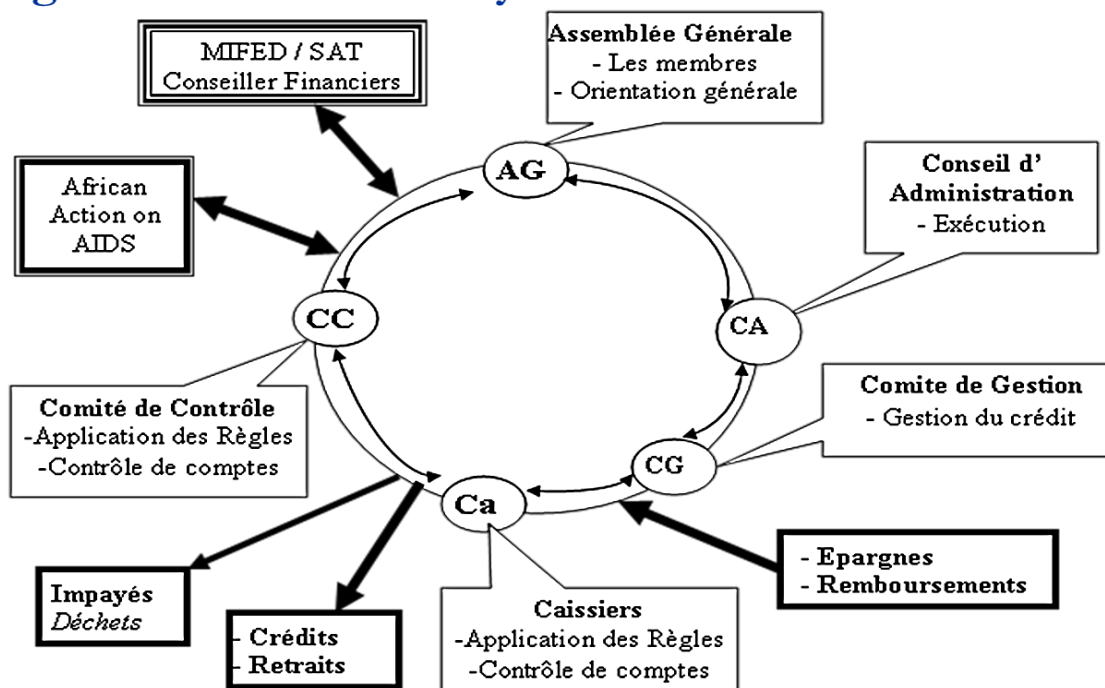 MIFED / SAT
Conseiller Financiers
Assemblée Générale
- Les membres
- Orientation générale
African
Action on
AIDS
AG
Conseil d'
Administration
- Exécution
CC
CA
Comité de Contrôle
-Application des Règles
-Contrôle de comptes
Comite de Gestion
- Gestion du crédit
CG
Ca
Impayés
Déchets
- Crédits
- Retraits
Caissiers
-Application des Règles
-Contrôle de comptes
- Epargnes
- Remboursements